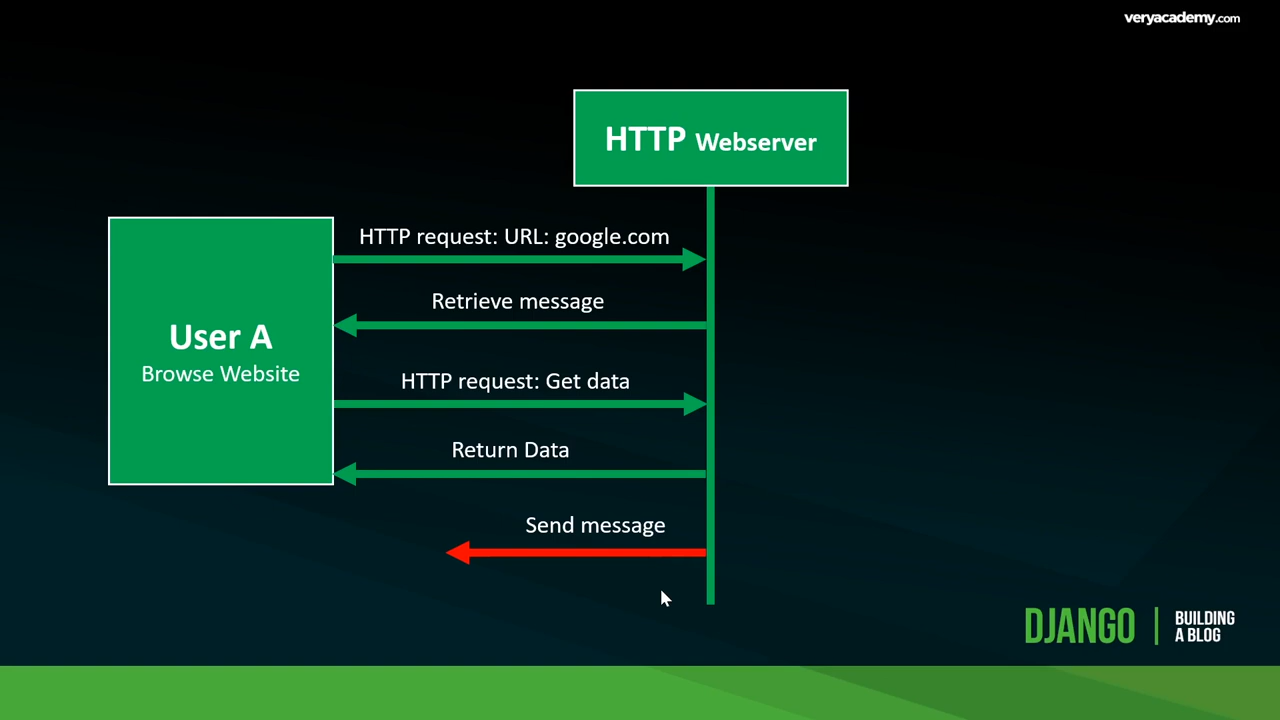 veryacademy.com
HTTP Webserver
HTTP request: URL: google.com
Retrieve message
User A
Browse Website
HTTP request: Get data
Return Data
Send message
DJANGO
BUILDING
A BLOG